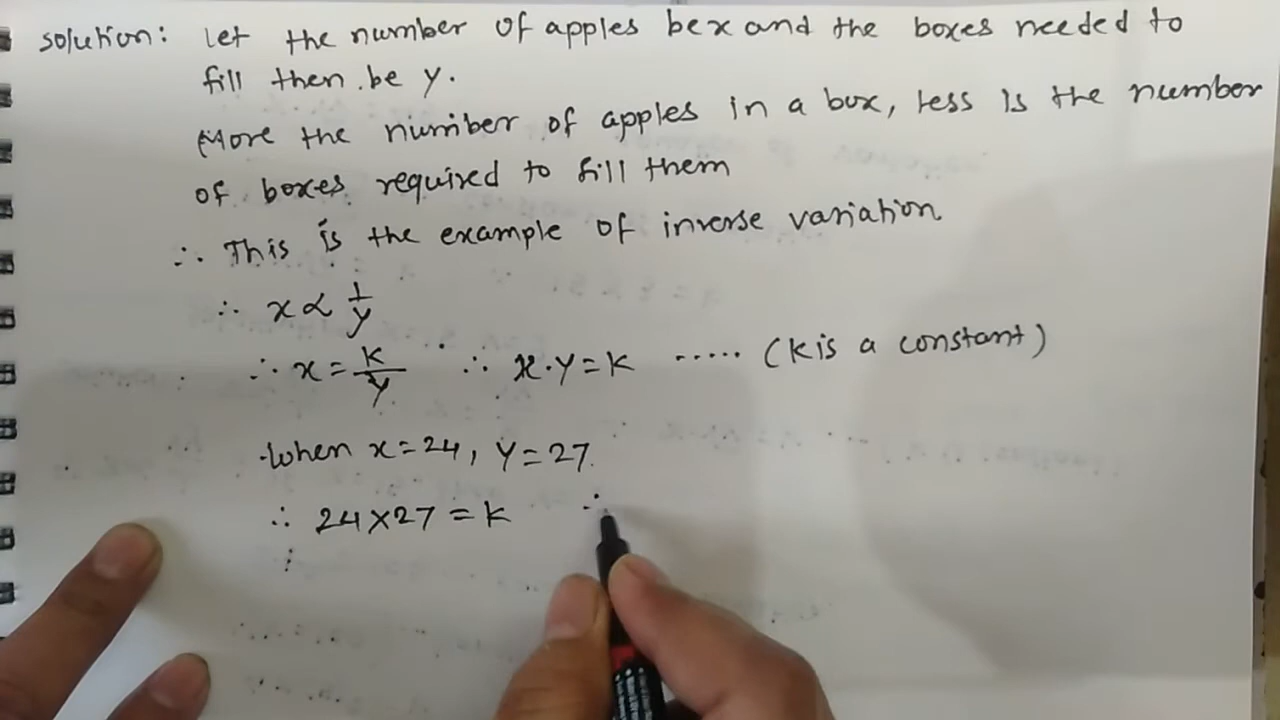 solution: Let the number of apples be x and the boxes needed to
fill then be y.
More the number of apples in a box, less is the number
of boxes required to fill them
∴ This is the example of inverse variation
∴ x ∝ 1/y
∴ x = k/y ∴ x·y = k ..... (k is a constant)
When x = 24, y = 27.
∴ 24 × 27 = k ∴